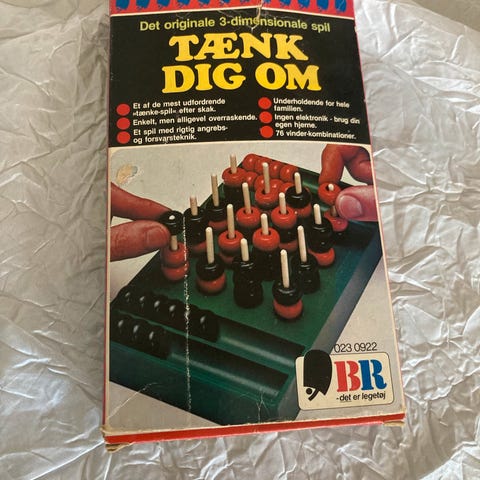 Det originale 3-dimensionale spil
TÆNK
DIG OM
Et af de mest udfordrende
»tænke-spil« efter skak.
Enkelt, men alligevel overraskende.
Et spil med rigtig angrebs-
og forsvarsteknik.
Underholdende for hele
familien.
Ingen elektronik - brug din
egen hjerne.
76 vinder-kombinationer.
023 0922
BR
- det er legetøj